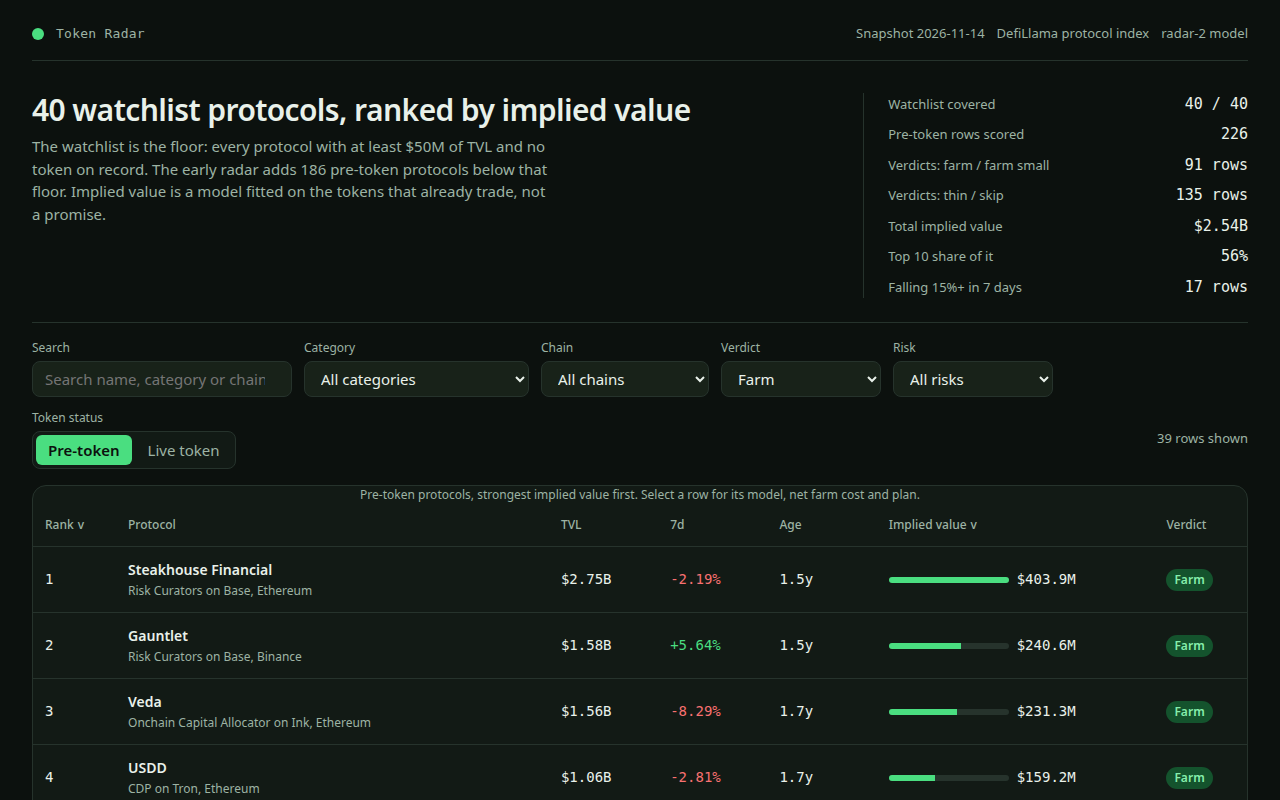 Token Radar
Snapshot 2026-11-14 DefiLlama protocol index radar-2 model
40 watchlist protocols, ranked by implied value
The watchlist is the floor: every protocol with at least $50M of TVL and no
token on record. The early radar adds 186 pre-token protocols below that
floor. Implied value is a model fitted on the tokens that already trade, not
a promise.
Watchlist covered 40 / 40
Pre-token rows scored 226
Verdicts: farm / farm small 91 rows
Verdicts: thin / skip 135 rows
Total implied value $2.54B
Top 10 share of it 56%
Falling 15%+ in 7 days 17 rows
Search Category Chain Verdict Risk
Search name, category or chain All categories All chains Farm All risks
Token status
Pre-token Live token
39 rows shown
Pre-token protocols, strongest implied value first. Select a row for its model, net farm cost and plan.
Rank v Protocol TVL 7d Age Implied value v Verdict
1 Steakhouse Financial $2.75B -2.19% 1.5y $403.9M Farm
Risk Curators on Base, Ethereum
2 Gauntlet $1.58B +5.64% 1.5y $240.6M Farm
Risk Curators on Base, Binance
3 Veda $1.56B -8.29% 1.7y $231.3M Farm
Onchain Capital Allocator on Ink, Ethereum
4 USDD $1.06B -2.81% 1.7y $159.2M Farm
CDP on Tron, Ethereum